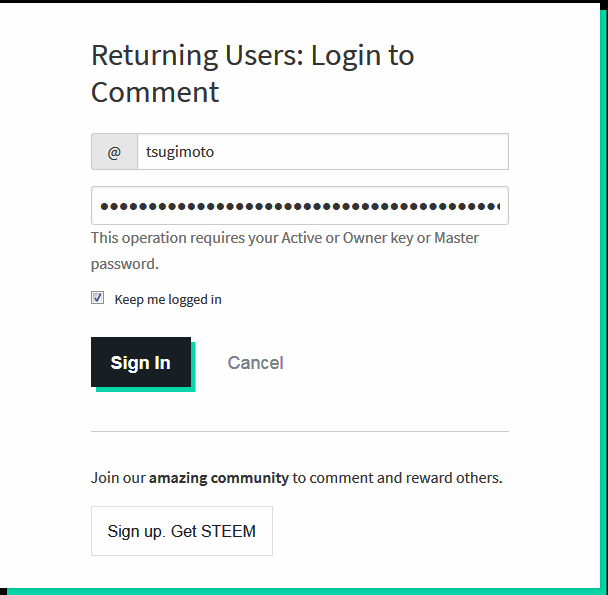 Returning Users: Login to
Comment
@ tsugimoto
●●●●●●●●●●●●●●●●●●●●●●●●●●●●●●●●●●●●●●●●●●
This operation requires your Active or Owner key or Master
password.
Keep me logged in
Sign In Cancel
Join our amazing community to comment and reward others.
Sign up. Get STEEM